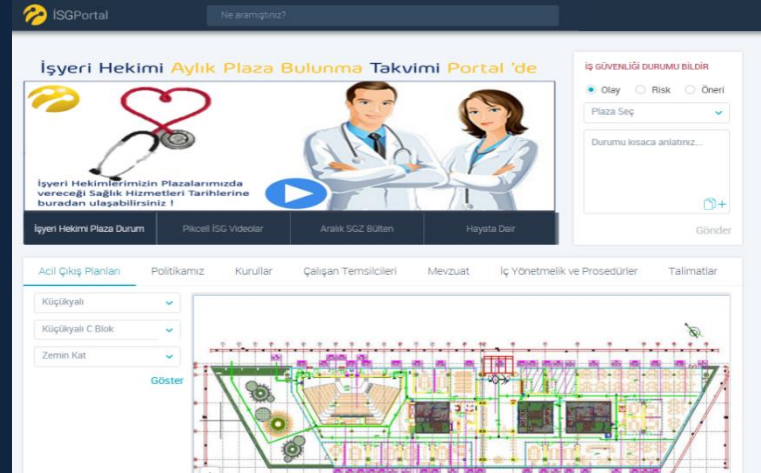 İSGPortal
Ne aramıştınız?
İşyeri Hekimi Aylık Plaza Bulunma Takvimi Portal 'de
İşyeri Hekimlerimizin Plazalarımızda
vereceği Sağlık Hizmetleri Tarihlerine
buradan ulaşabilirsiniz !
İşyeri Hekimi Plaza Durum
Pikcell İSG Videolar
Aralık SGZ Bülten
Hayata Dair
İŞ GÜVENLİĞİ DURUMU BİLDİR
Olay
Risk
Öneri
Plaza Seç
Durumu kısaca anlatınız...
Gönder
Acil Çıkış Planları
Politikamız
Kurullar
Çalışan Temsilcileri
Mevzuat
İç Yönetmelik ve Prosedürler
Talimatlar
Küçükyalı
Küçükyalı C Blok
Zemin Kat
Göster